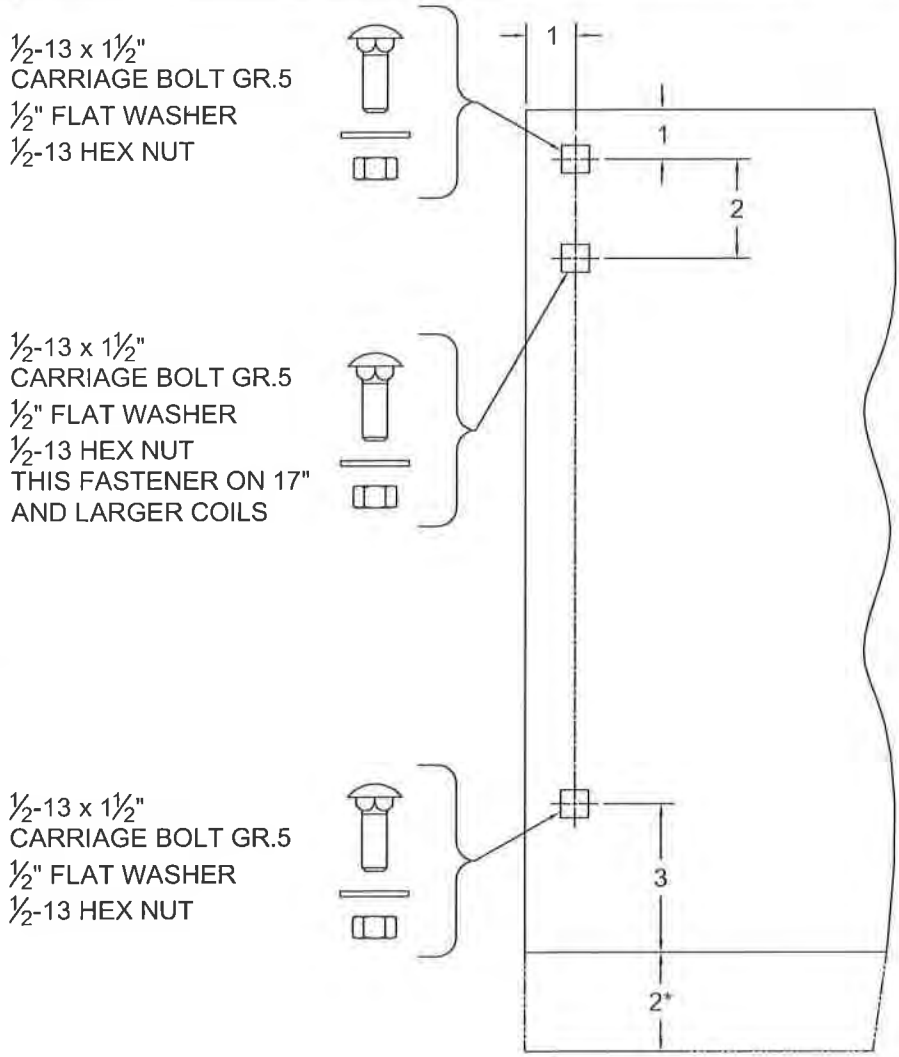 ½-13 x 1½"
CARRIAGE BOLT GR.5
½" FLAT WASHER
½-13 HEX NUT
1
1
2
½-13 x 1½"
CARRIAGE BOLT GR.5
½" FLAT WASHER
½-13 HEX NUT
THIS FASTENER ON 17"
AND LARGER COILS
½-13 x 1½"
CARRIAGE BOLT GR.5
½" FLAT WASHER
½-13 HEX NUT
3
2*